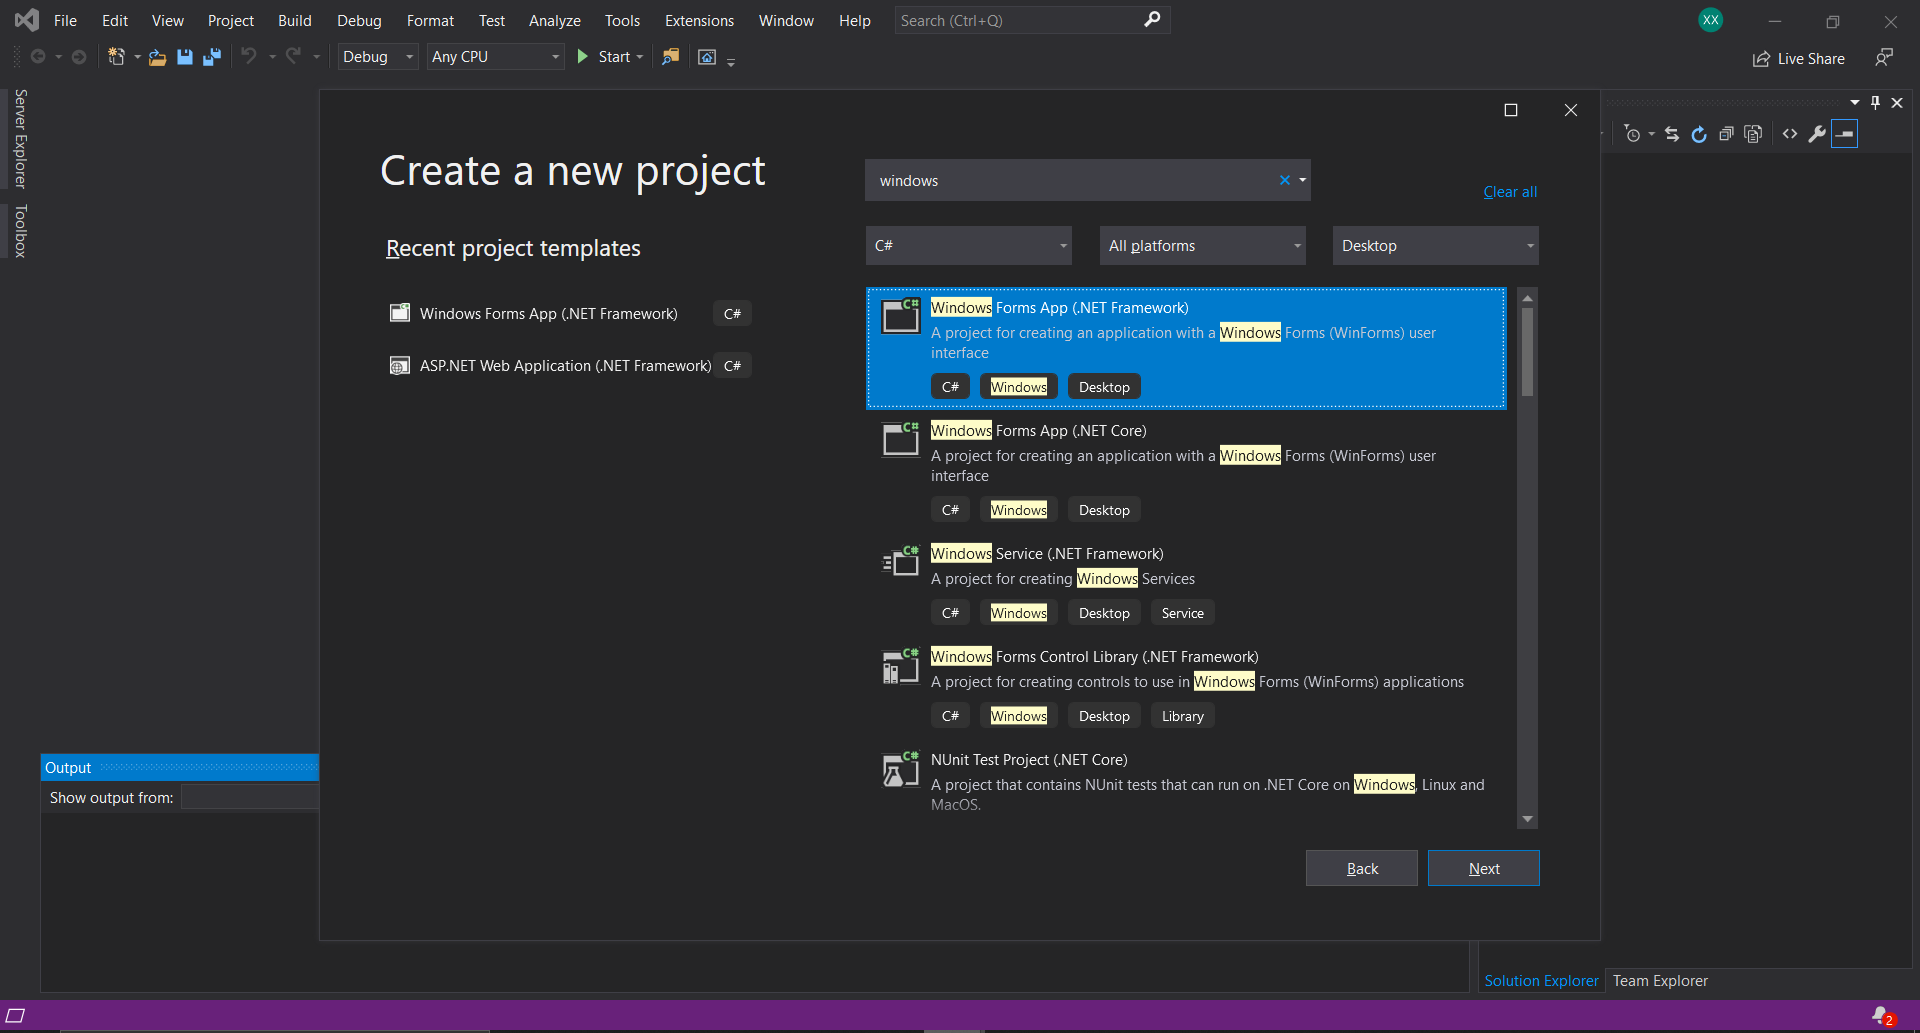 File Edit View Project Build Debug Format Test Analyze Tools Extensions Window Help Search (Ctrl+Q) XX
Debug Any CPU Start Live Share
Server Explorer
Toolbox
Create a new project
windows
Clear all
Recent project templates
C# All platforms Desktop
Windows Forms App (.NET Framework) C#
ASP.NET Web Application (.NET Framework) C#
C#
Windows Forms App (.NET Framework)
A project for creating an application with a Windows Forms (WinForms) user
interface
C# Windows Desktop
C#
Windows Forms App (.NET Core)
A project for creating an application with a Windows Forms (WinForms) user
interface
C# Windows Desktop
C#
Windows Service (.NET Framework)
A project for creating Windows Services
C# Windows Desktop Service
C#
Windows Forms Control Library (.NET Framework)
A project for creating controls to use in Windows Forms (WinForms) applications
C# Windows Desktop Library
C#
NUnit Test Project (.NET Core)
A project that contains NUnit tests that can run on .NET Core on Windows, Linux and
MacOS.
Back Next
Output
Show output from:
Solution Explorer Team Explorer
2